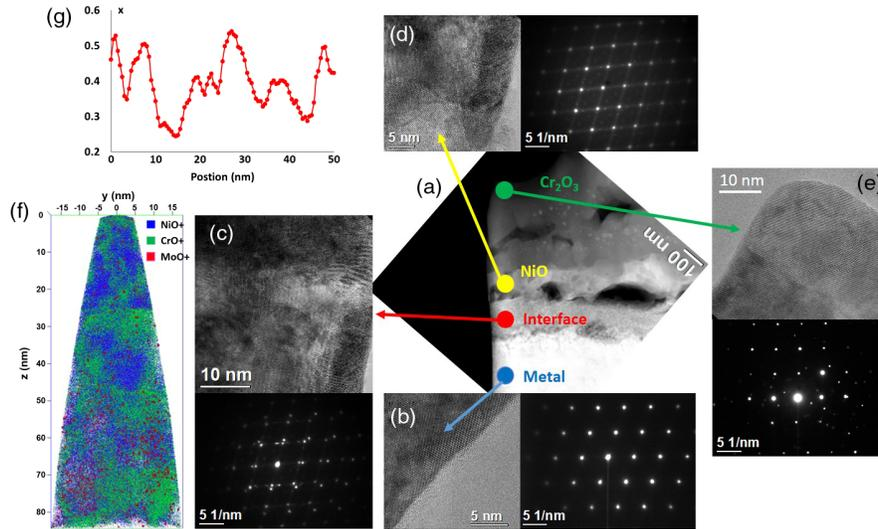 (g)
x
0.6
0.5
0.4
0.3
0.2
0 10 20 30 40 50
Postion (nm)
(d)
5 nm
5 1/nm
(a)
Cr2O3
NiO
Interface
Metal
100 nm
10 nm
(e)
5 1/nm
(f)
y (nm)
-15 -10 -5 0 5 10 15
0
10
20
30
40
50
60
70
80
z (nm)
NiO+
CrO+
MoO+
(c)
10 nm
5 1/nm
(b)
5 nm
5 1/nm